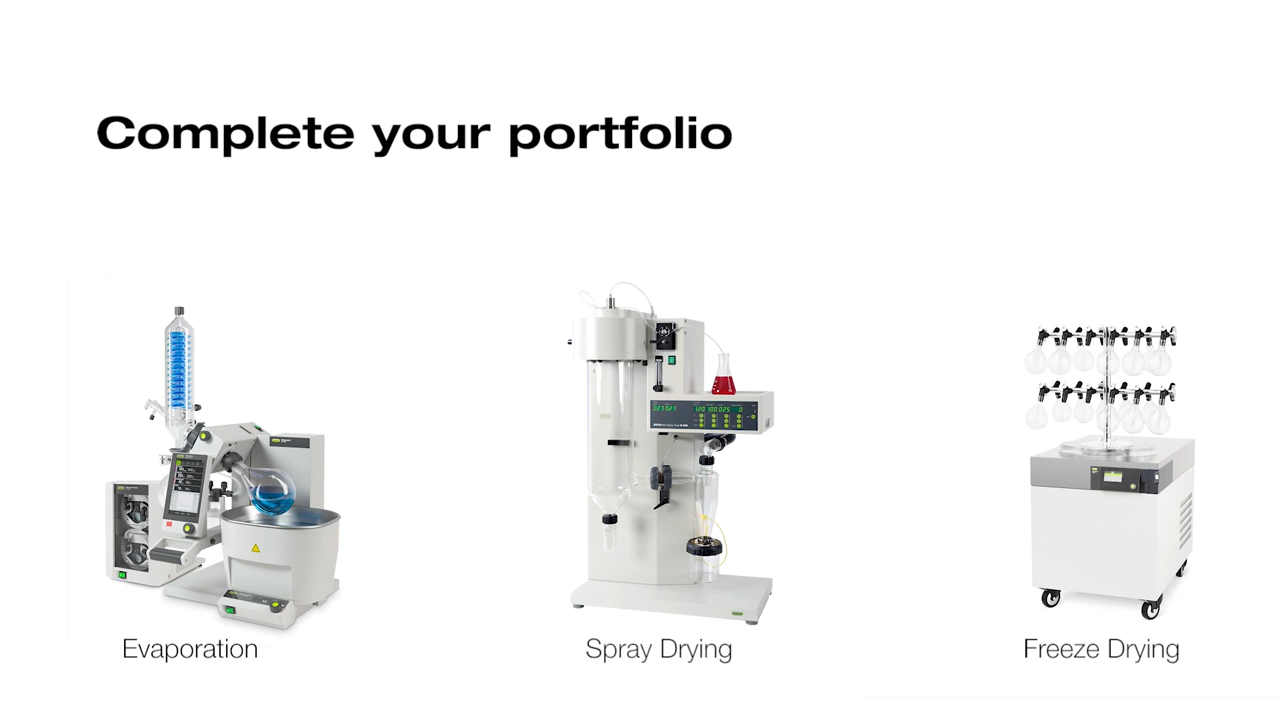 Complete your portfolio
Evaporation
Spray Drying
Freeze Drying